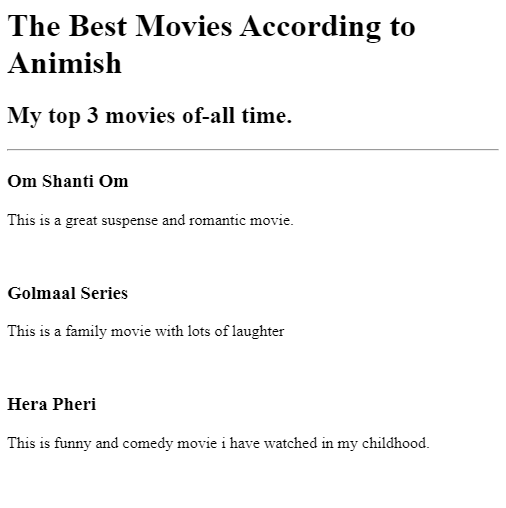 The Best Movies According to
Animish
My top 3 movies of-all time.
Om Shanti Om
This is a great suspense and romantic movie.
Golmaal Series
This is a family movie with lots of laughter
Hera Pheri
This is funny and comedy movie i have watched in my childhood.